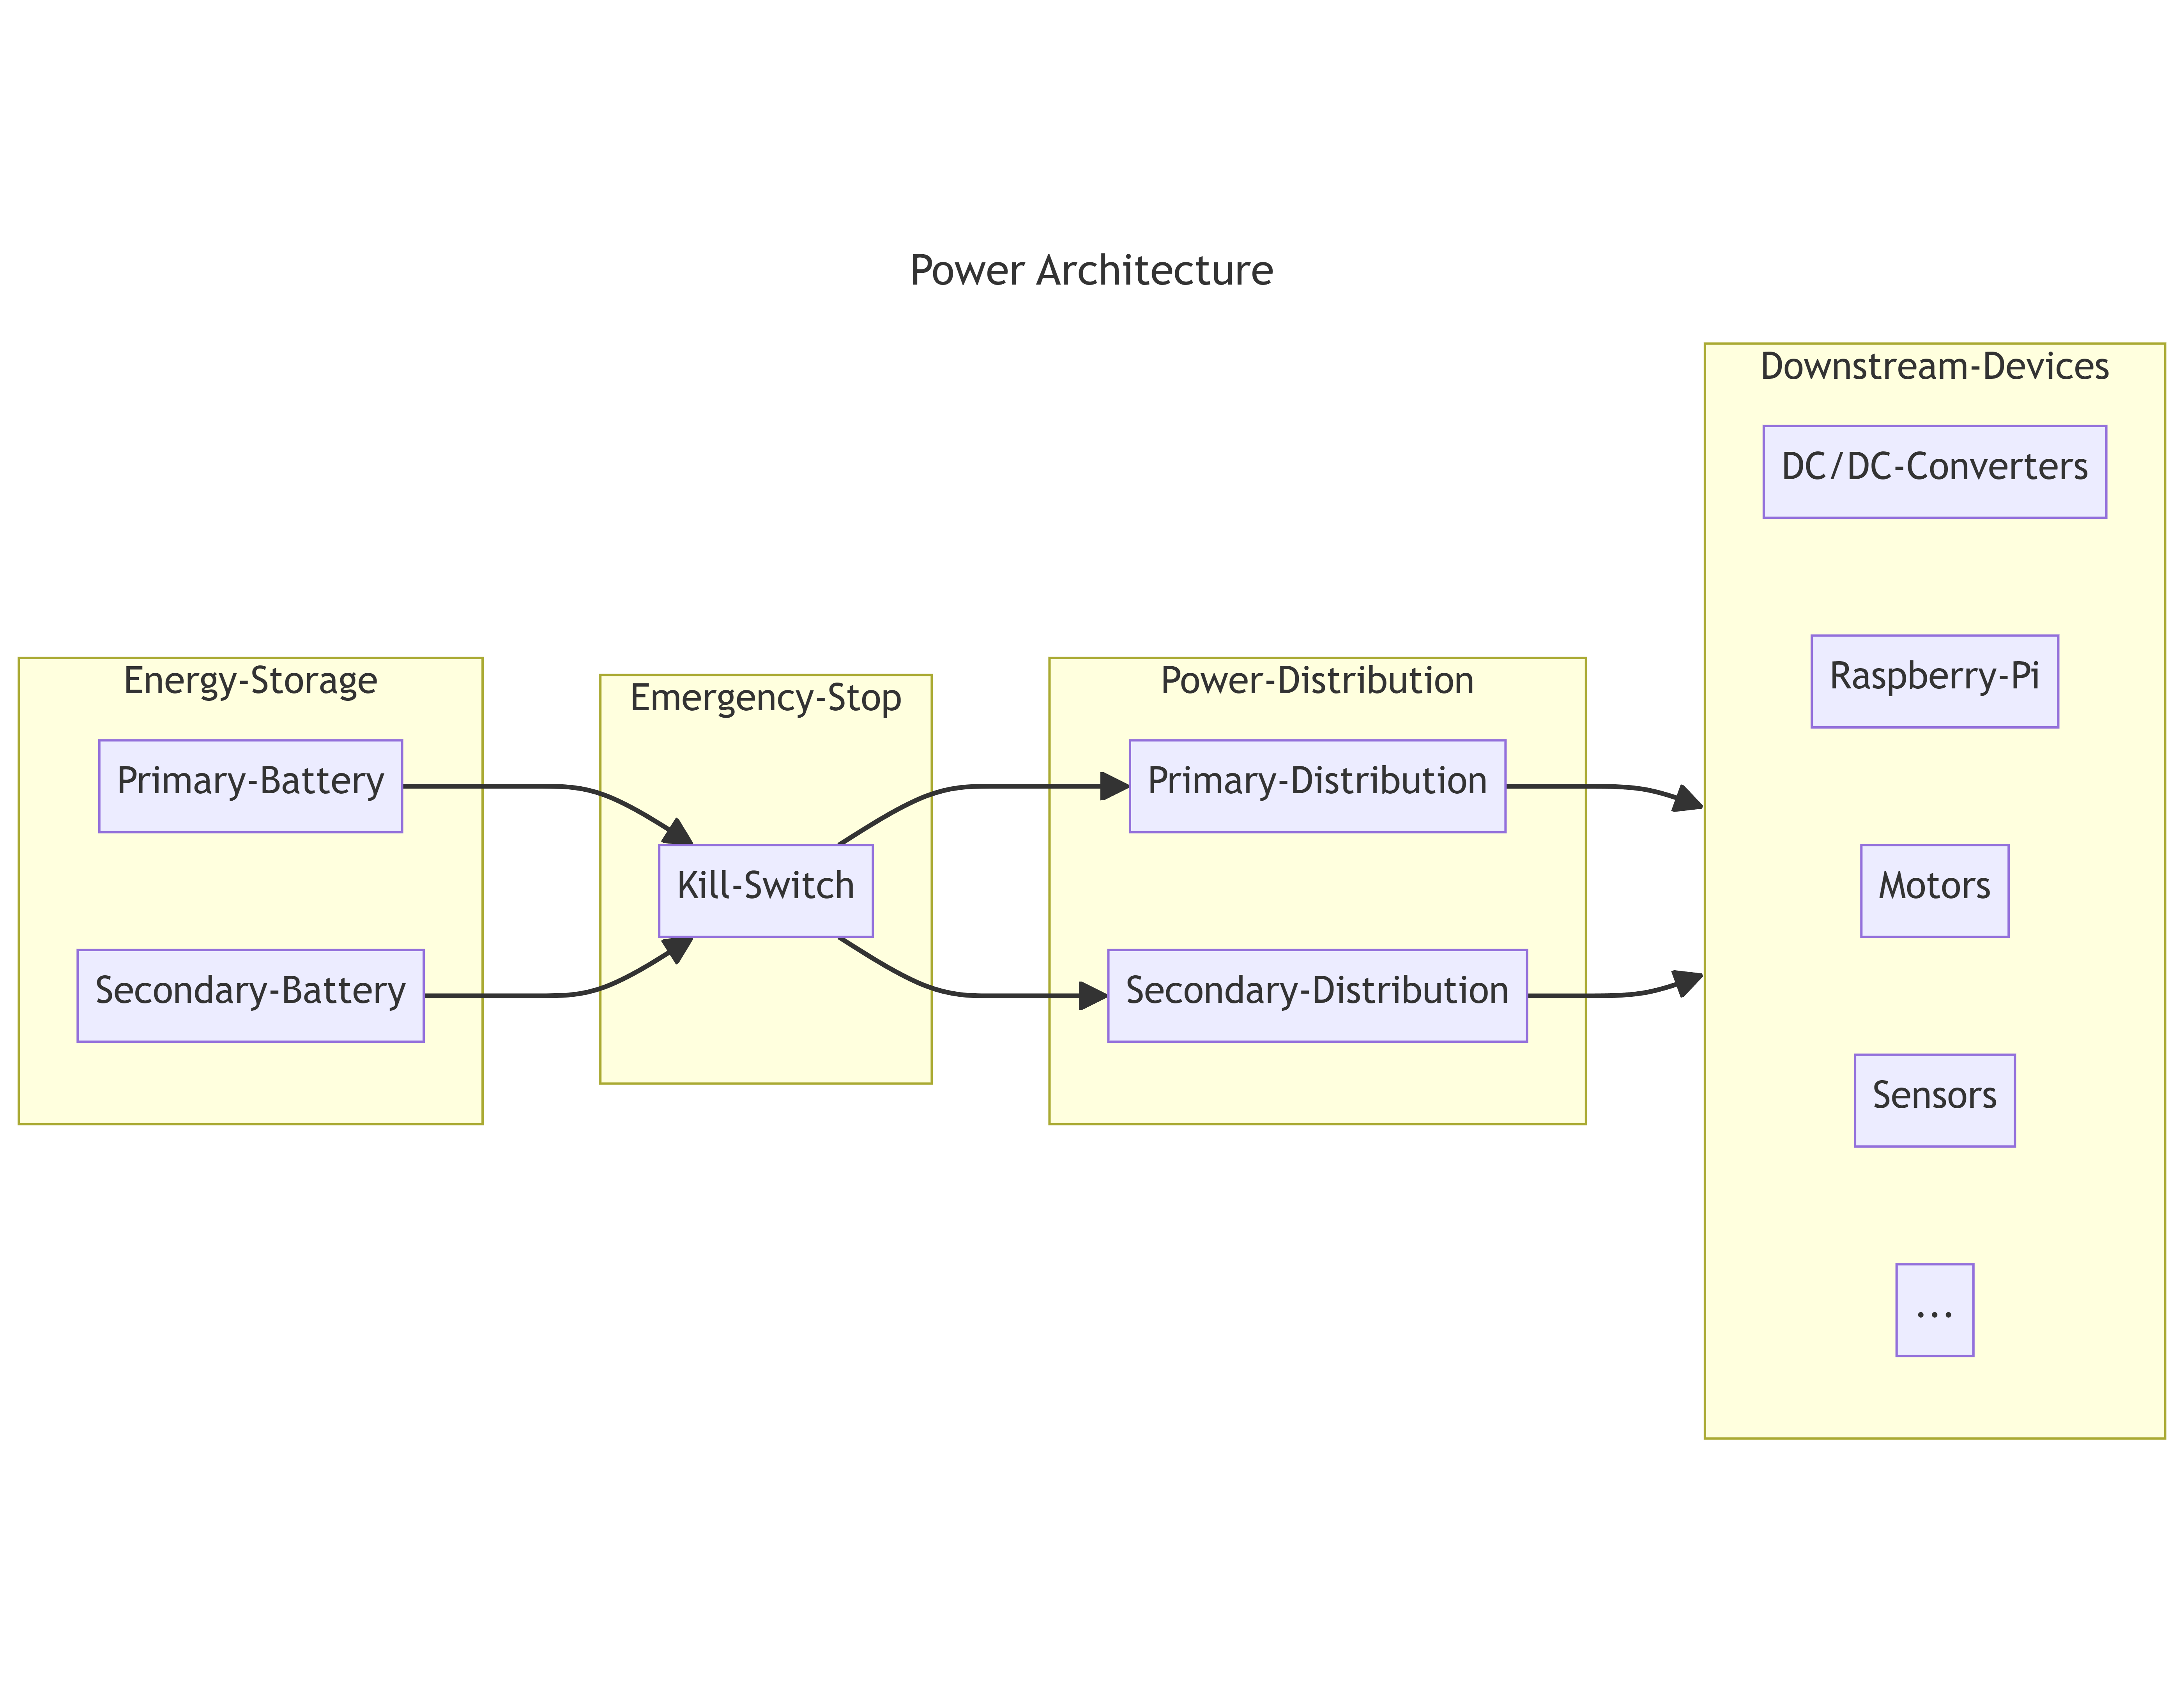 Power Architecture
Energy-Storage
Primary-Battery
Secondary-Battery
Emergency-Stop
Kill-Switch
Power-Distribution
Primary-Distribution
Secondary-Distribution
Downstream-Devices
DC/DC-Converters
Raspberry-Pi
Motors
Sensors
...